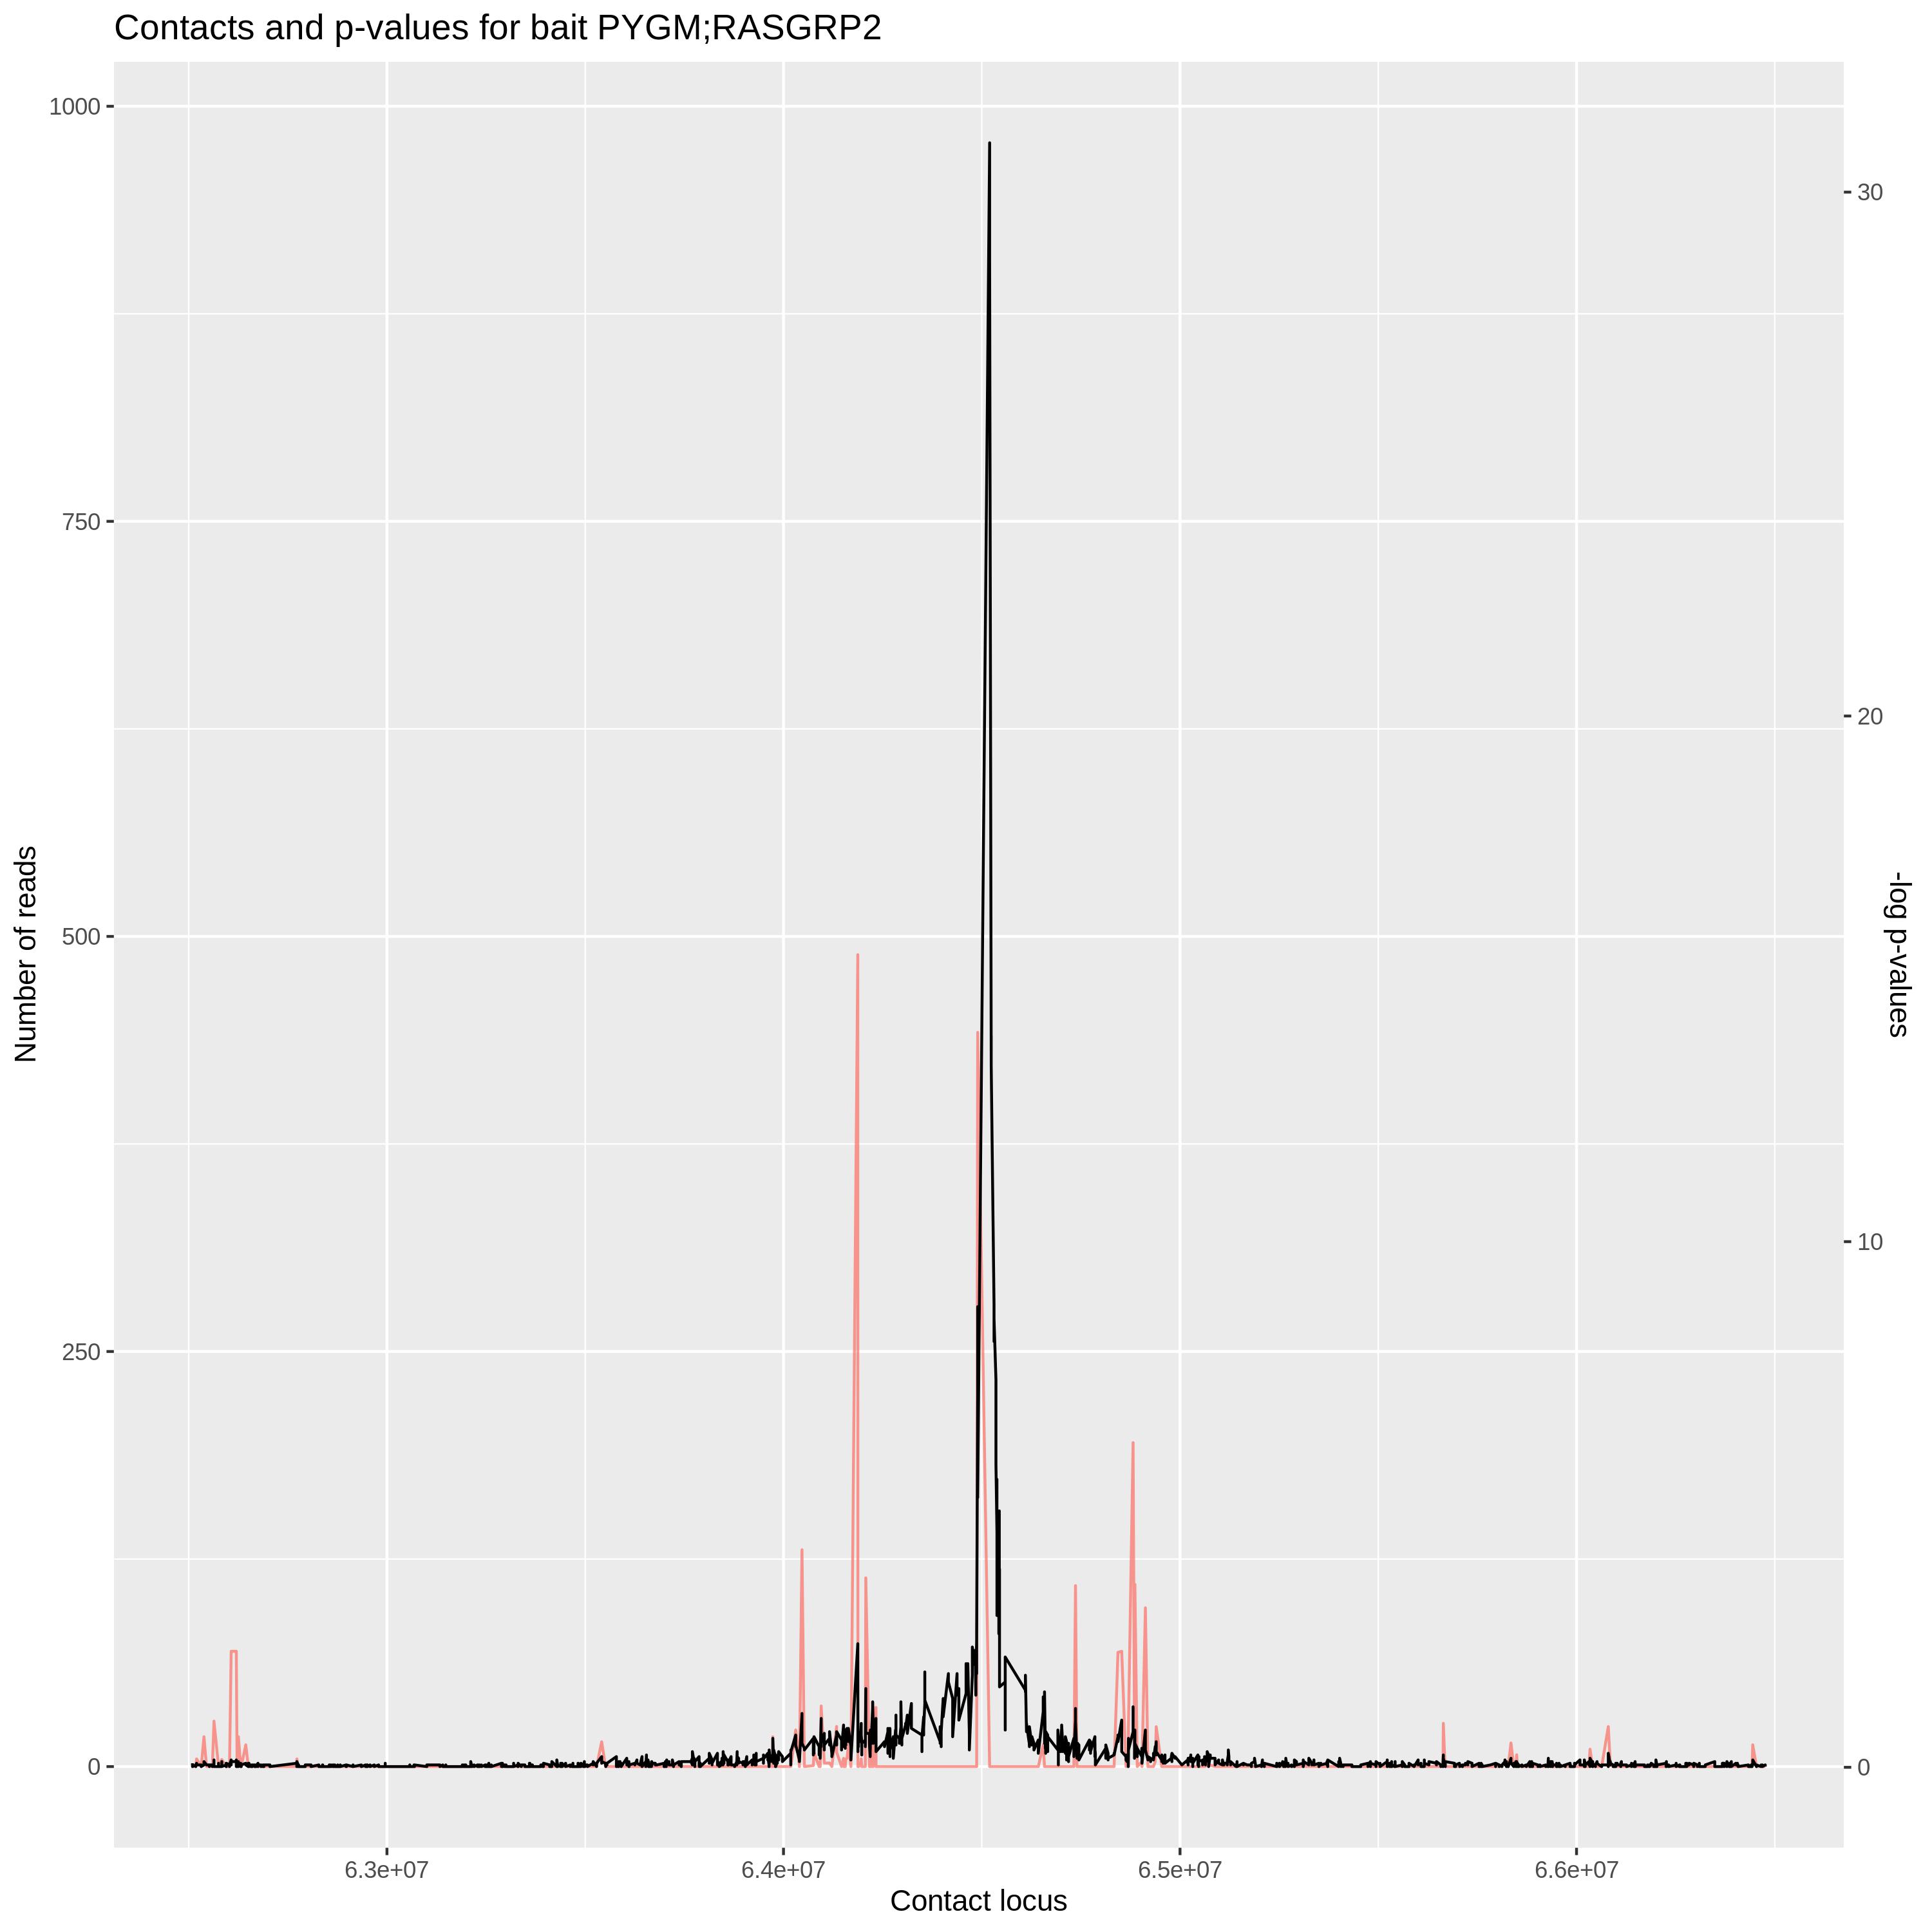 Contacts and p-values for bait PYGM;RASGRP2
1000
750
500
250
0
30
20
10
0
Number of reads
-log p-values
6.3e+07
6.4e+07
6.5e+07
6.6e+07
Contact locus